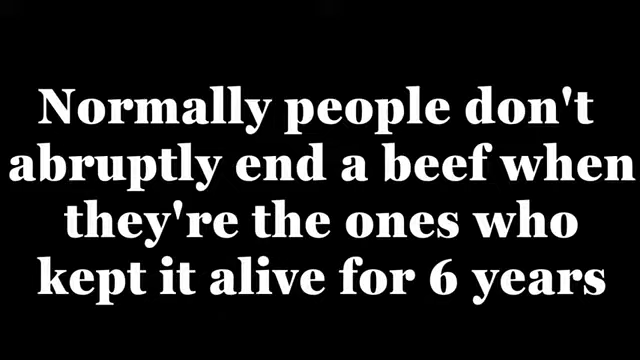 Normally people don't
abruptly end a beef when
they're the ones who
kept it alive for 6 years